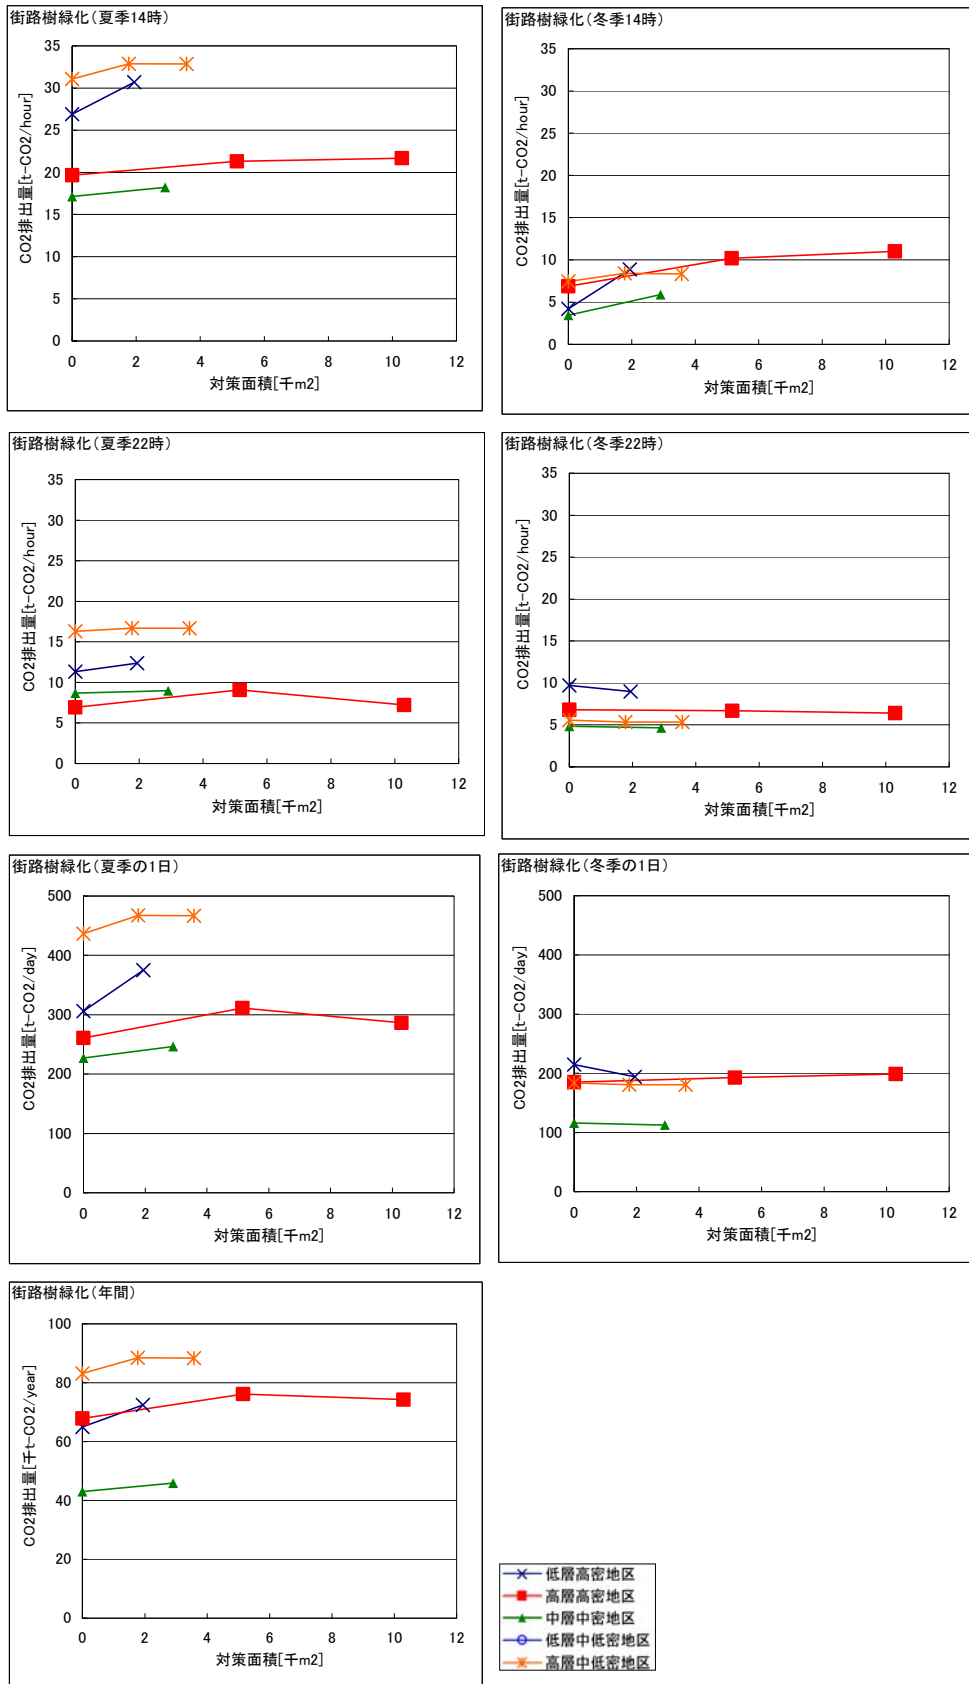 街路樹緑化(夏季14時)
CO2排出量[t-CO2/hour]
35
30
25
20
15
10
5
0
0 2 4 6 8 10 12
対策面積[千m2]
街路樹緑化(冬季14時)
CO2排出量[t-CO2/hour]
35
30
25
20
15
10
5
0
0 2 4 6 8 10 12
対策面積[千m2]
街路樹緑化(夏季22時)
CO2排出量[t-CO2/hour]
35
30
25
20
15
10
5
0
0 2 4 6 8 10 12
対策面積[千m2]
街路樹緑化(冬季22時)
CO2排出量[t-CO2/hour]
35
30
25
20
15
10
5
0
0 2 4 6 8 10 12
対策面積[千m2]
街路樹緑化(夏季の1日)
CO2排出量[t-CO2/day]
500
400
300
200
100
0
0 2 4 6 8 10 12
対策面積[千m2]
街路樹緑化(冬季の1日)
CO2排出量[t-CO2/day]
500
400
300
200
100
0
0 2 4 6 8 10 12
対策面積[千m2]
街路樹緑化(年間)
CO2排出量[千t-CO2/year]
100
80
60
40
20
0
0 2 4 6 8 10 12
対策面積[千m2]
低層高密地区
高層高密地区
中層中密地区
低層中低密地区
高層中低密地区